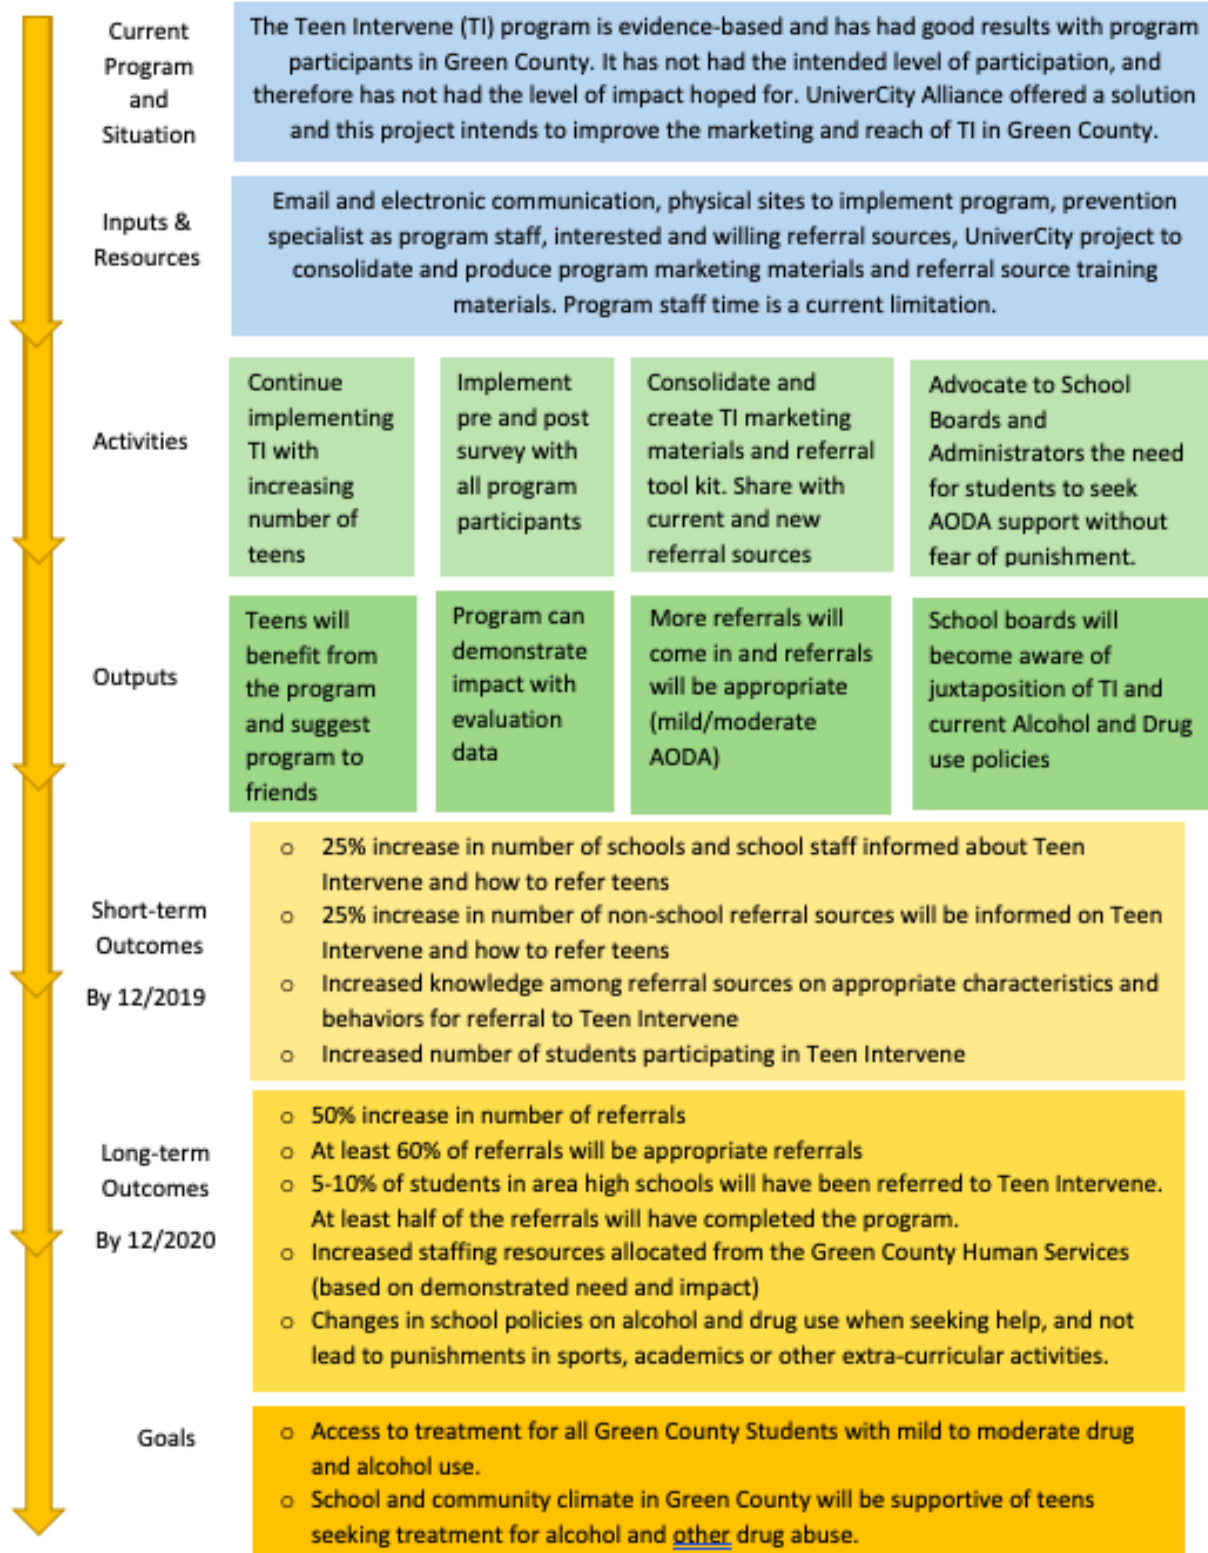 Current
Program
and
Situation
The Teen Intervene (TI) program is evidence-based and has had good results with program
participants in Green County. It has not had the intended level of participation, and
therefore has not had the level of impact hoped for. UniverCity Alliance offered a solution
and this project intends to improve the marketing and reach of TI in Green County.
Inputs &
Resources
Email and electronic communication, physical sites to implement program, prevention
specialist as program staff, interested and willing referral sources, UniverCity project to
consolidate and produce program marketing materials and referral source training
materials. Program staff time is a current limitation.
Activities
Continue
implementing
TI with
increasing
number of
teens
Implement
pre and post
survey with
all program
participants
Consolidate and
create TI marketing
materials and referral
tool kit. Share with
current and new
referral sources
Advocate to School
Boards and
Administrators the need
for students to seek
AODA support without
fear of punishment.
Outputs
Teens will
benefit from
the program
and suggest
program to
friends
Program can
demonstrate
impact with
evaluation
data
More referrals will
come in and referrals
will be appropriate
(mild/moderate
AODA)
School boards will
become aware of
juxtaposition of TI and
current Alcohol and Drug
use policies
Short-term
Outcomes
By 12/2019
o 25% increase in number of schools and school staff informed about Teen
Intervene and how to refer teens
o 25% increase in number of non-school referral sources will be informed on Teen
Intervene and how to refer teens
o Increased knowledge among referral sources on appropriate characteristics and
behaviors for referral to Teen Intervene
o Increased number of students participating in Teen Intervene
Long-term
Outcomes
By 12/2020
o 50% increase in number of referrals
o At least 60% of referrals will be appropriate referrals
o 5-10% of students in area high schools will have been referred to Teen Intervene.
At least half of the referrals will have completed the program.
o Increased staffing resources allocated from the Green County Human Services
(based on demonstrated need and impact)
o Changes in school policies on alcohol and drug use when seeking help, and not
lead to punishments in sports, academics or other extra-curricular activities.
Goals
o Access to treatment for all Green County Students with mild to moderate drug
and alcohol use.
o School and community climate in Green County will be supportive of teens
seeking treatment for alcohol and other drug abuse.